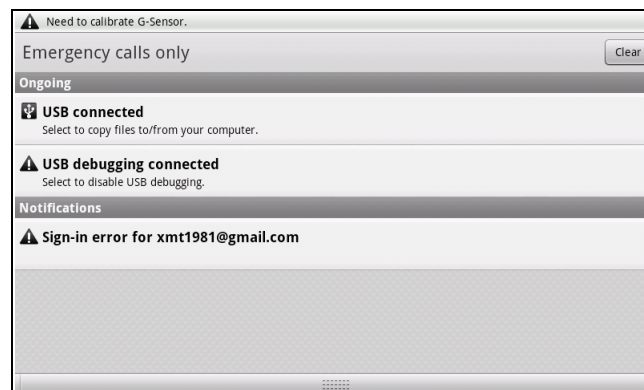 Need to calibrate G-Sensor.
Emergency calls only
Clear
Ongoing
USB connected
Select to copy files to/from your computer.
USB debugging connected
Select to disable USB debugging.
Notifications
Sign-in error for xmt1981@gmail.com